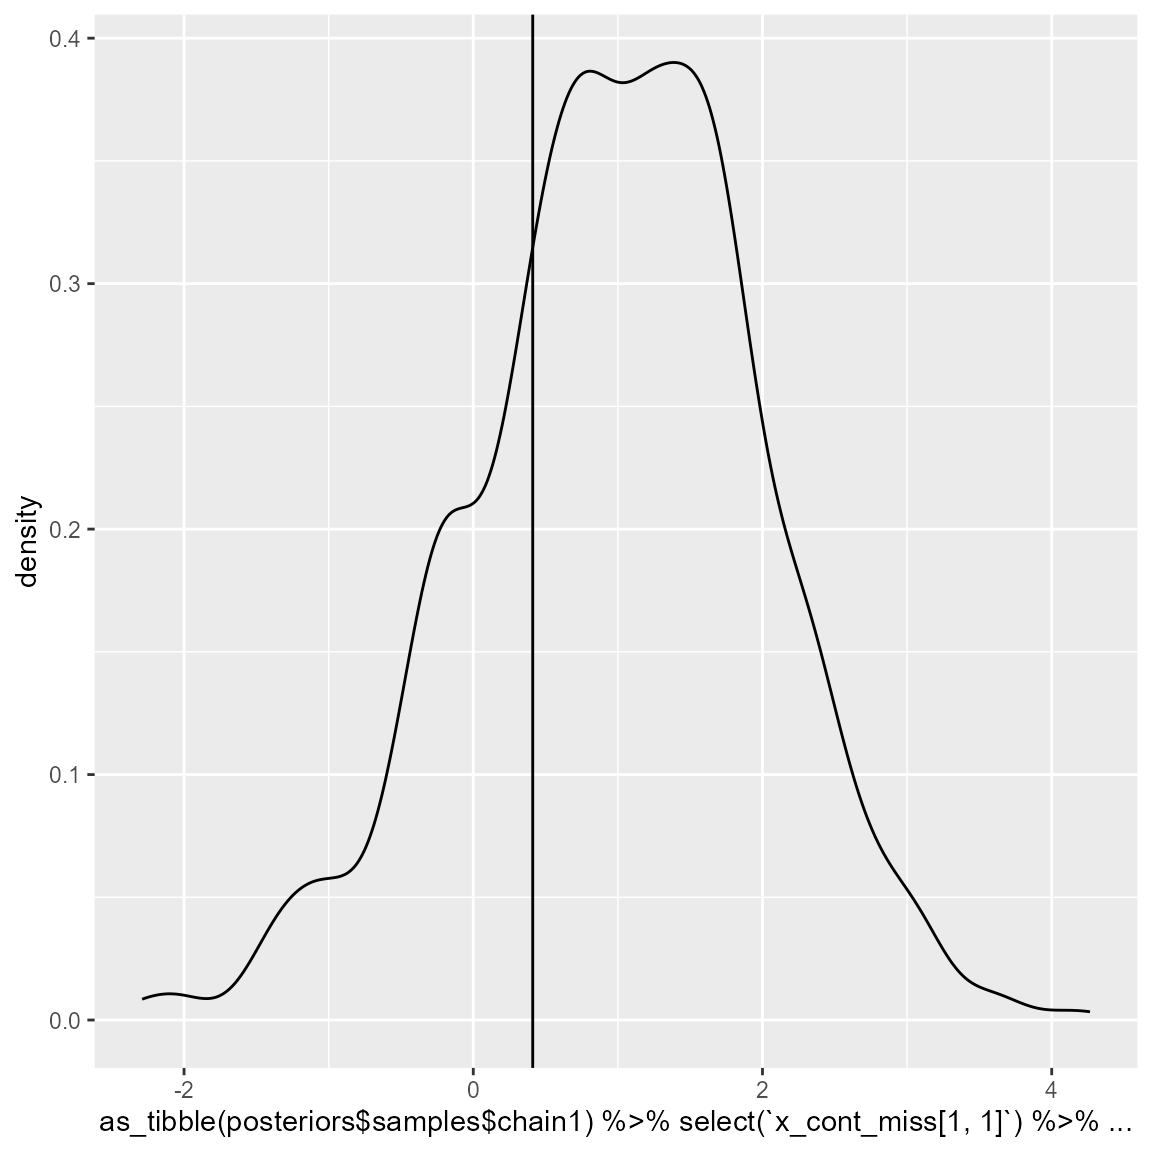 0.4
0.3
0.2
0.1
0.0
density
-2 0 2 4
as_tibble(posteriors$samples$chain1) %>% select(`x_cont_miss[1, 1]`) %>% ...